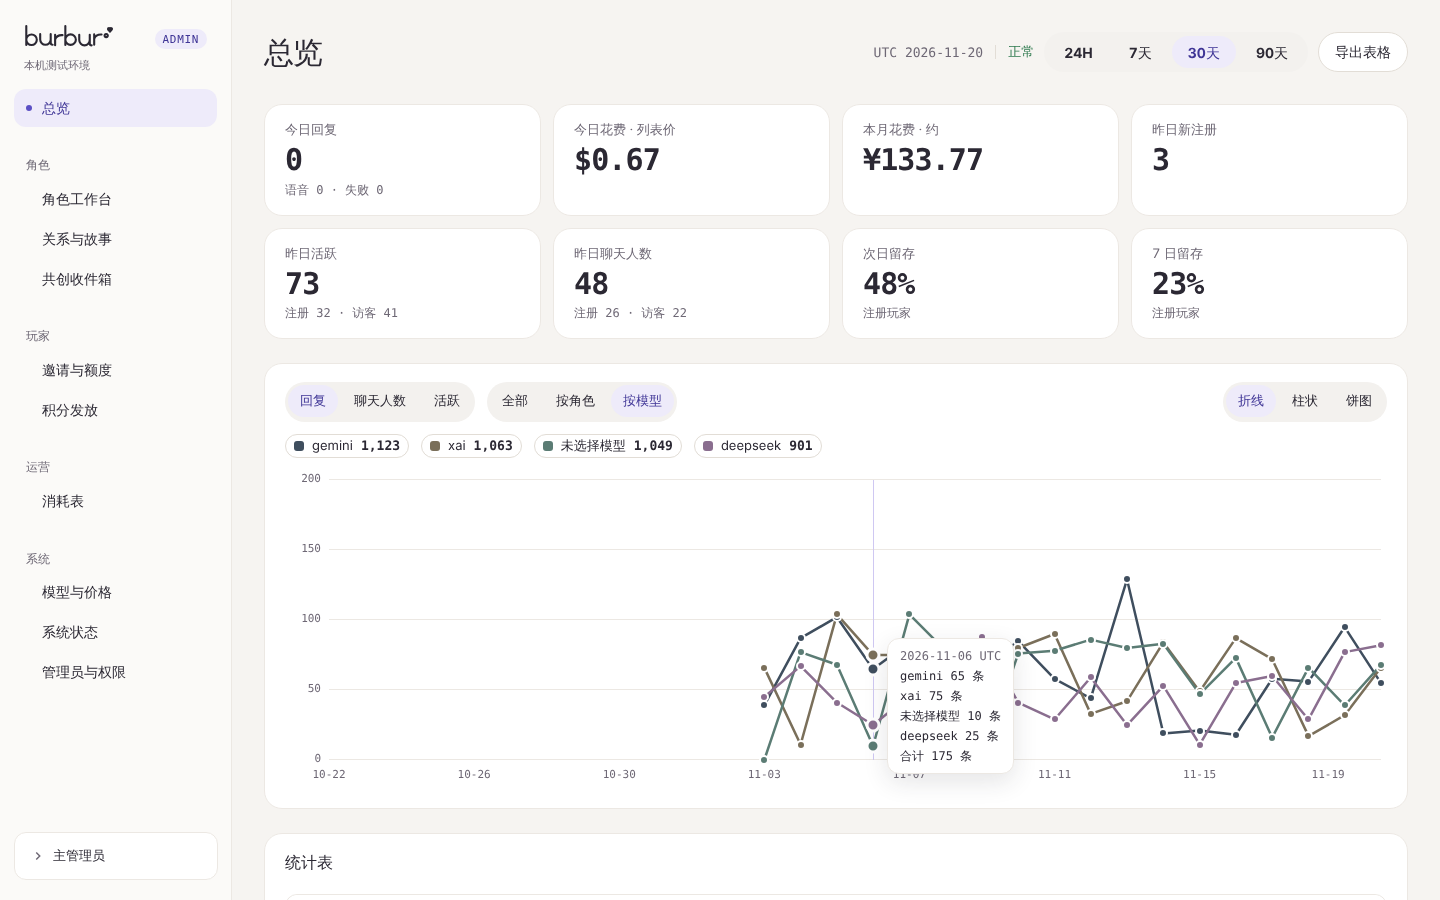 burbur
ADMIN
本机测试环境
总览
角色
角色工作台
关系与故事
共创收件箱
玩家
邀请与额度
积分发放
运营
消耗表
系统
模型与价格
系统状态
管理员与权限
主管理员
总览
UTC 2026-11-20
正常
24H 7天 30天 90天
导出表格
今日回复
0
语音 0 · 失败 0
今日花费 · 列表价
$0.67
本月花费 · 约
¥133.77
昨日新注册
3
昨日活跃
73
注册 32 · 访客 41
昨日聊天人数
48
注册 26 · 访客 22
次日留存
48%
注册玩家
7 日留存
23%
注册玩家
回复 聊天人数 活跃
全部 按角色 按模型
折线 柱状 饼图
gemini 1,123
xai 1,063
未选择模型 1,049
deepseek 901
200
150
100
50
0
2026-11-06 UTC
gemini 65 条
xai 75 条
未选择模型 10 条
deepseek 25 条
合计 175 条
10-22 10-26 10-30 11-03 11-07 11-11 11-15 11-19
统计表